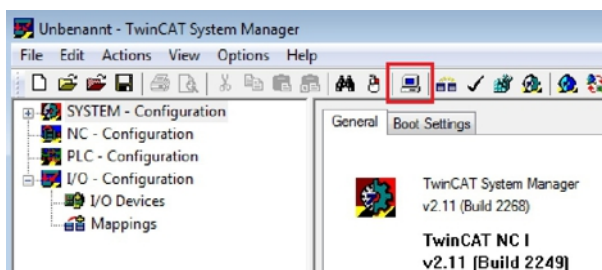 Unbenannt - TwinCAT System Manager
File Edit Actions View Options Help
SYSTEM - Configuration
NC - Configuration
PLC - Configuration
I/O - Configuration
I/O Devices
Mappings
General Boot Settings
TwinCAT System Manager
v2.11 (Build 2268)
TwinCAT NC I
v2.11 (Build 2249)